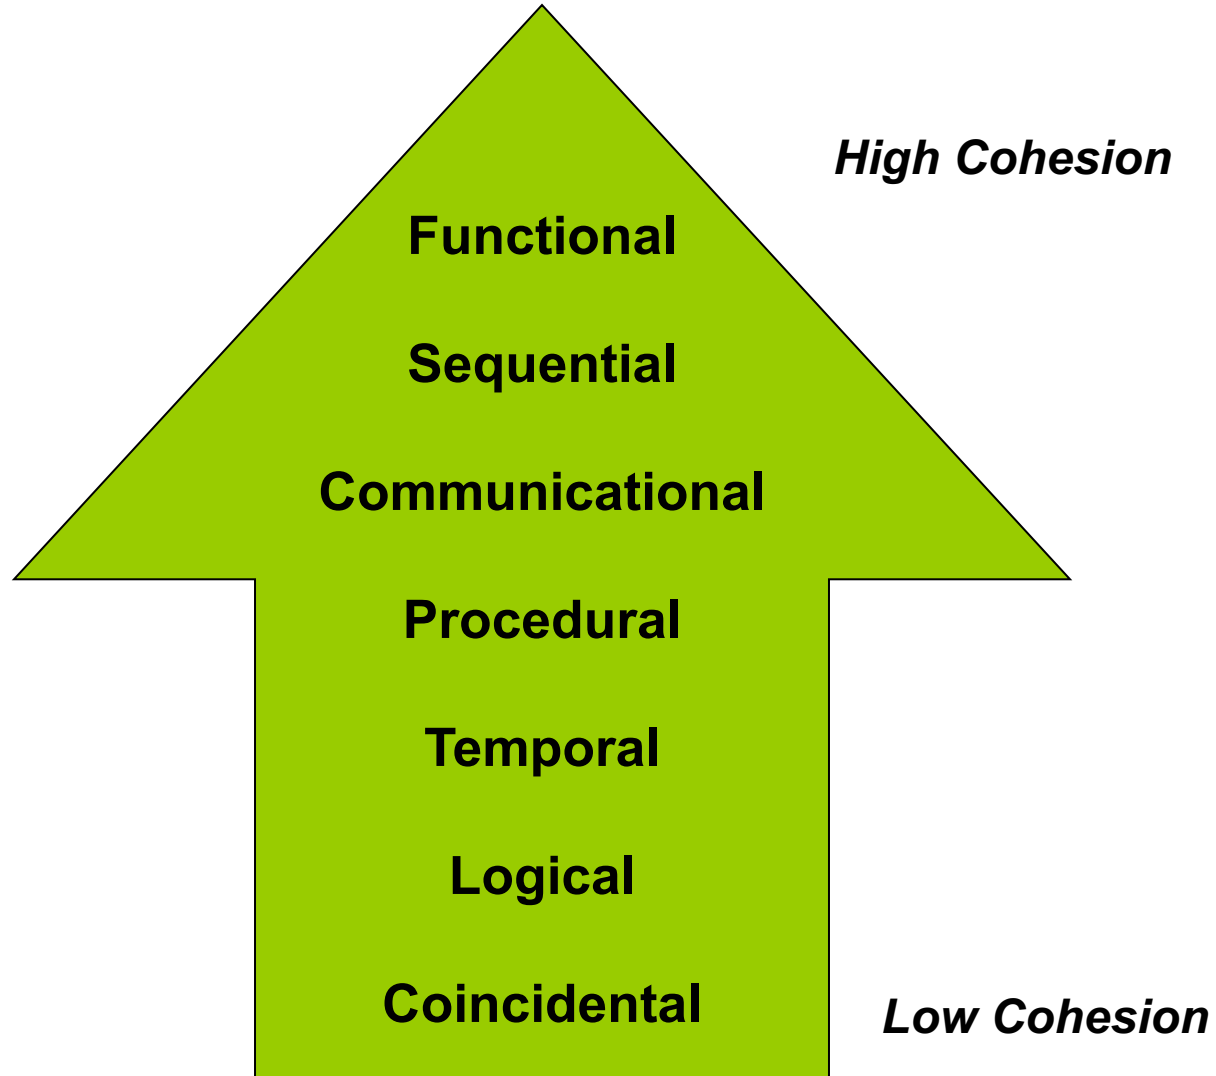 High Cohesion
Functional
Sequential
Communicational
Procedural
Temporal
Logical
Coincidental
Low Cohesion